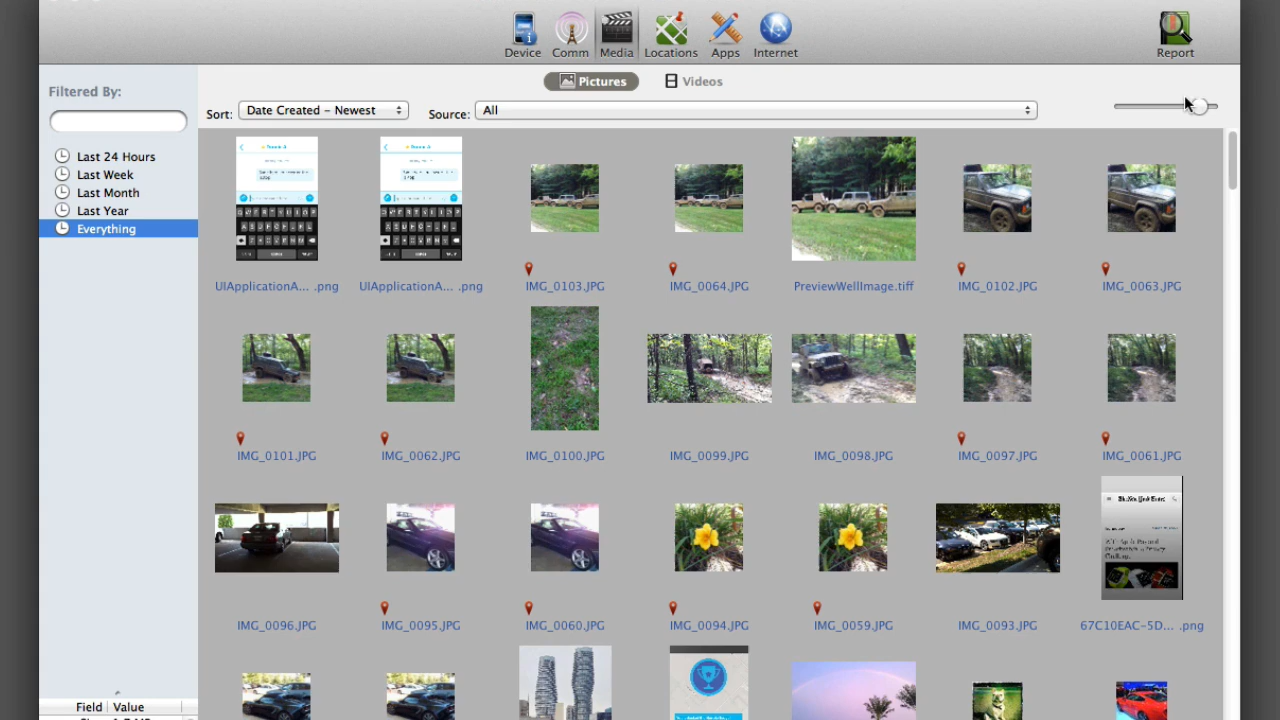 Device Comm Media Locations Apps Internet Report
Filtered By:
Pictures Videos
Sort: Date Created – Newest Source: All
Last 24 Hours
Last Week
Last Month
Last Year
Everything
UIApplicationA... .png UIApplicationA... .png IMG_0103.JPG IMG_0064.JPG PreviewWellImage.tiff IMG_0102.JPG IMG_0063.JPG
IMG_0101.JPG IMG_0062.JPG IMG_0100.JPG IMG_0099.JPG IMG_0098.JPG IMG_0097.JPG IMG_0061.JPG
IMG_0096.JPG IMG_0095.JPG IMG_0060.JPG IMG_0094.JPG IMG_0059.JPG IMG_0093.JPG 67C10EAC-5D... .png
Field Value